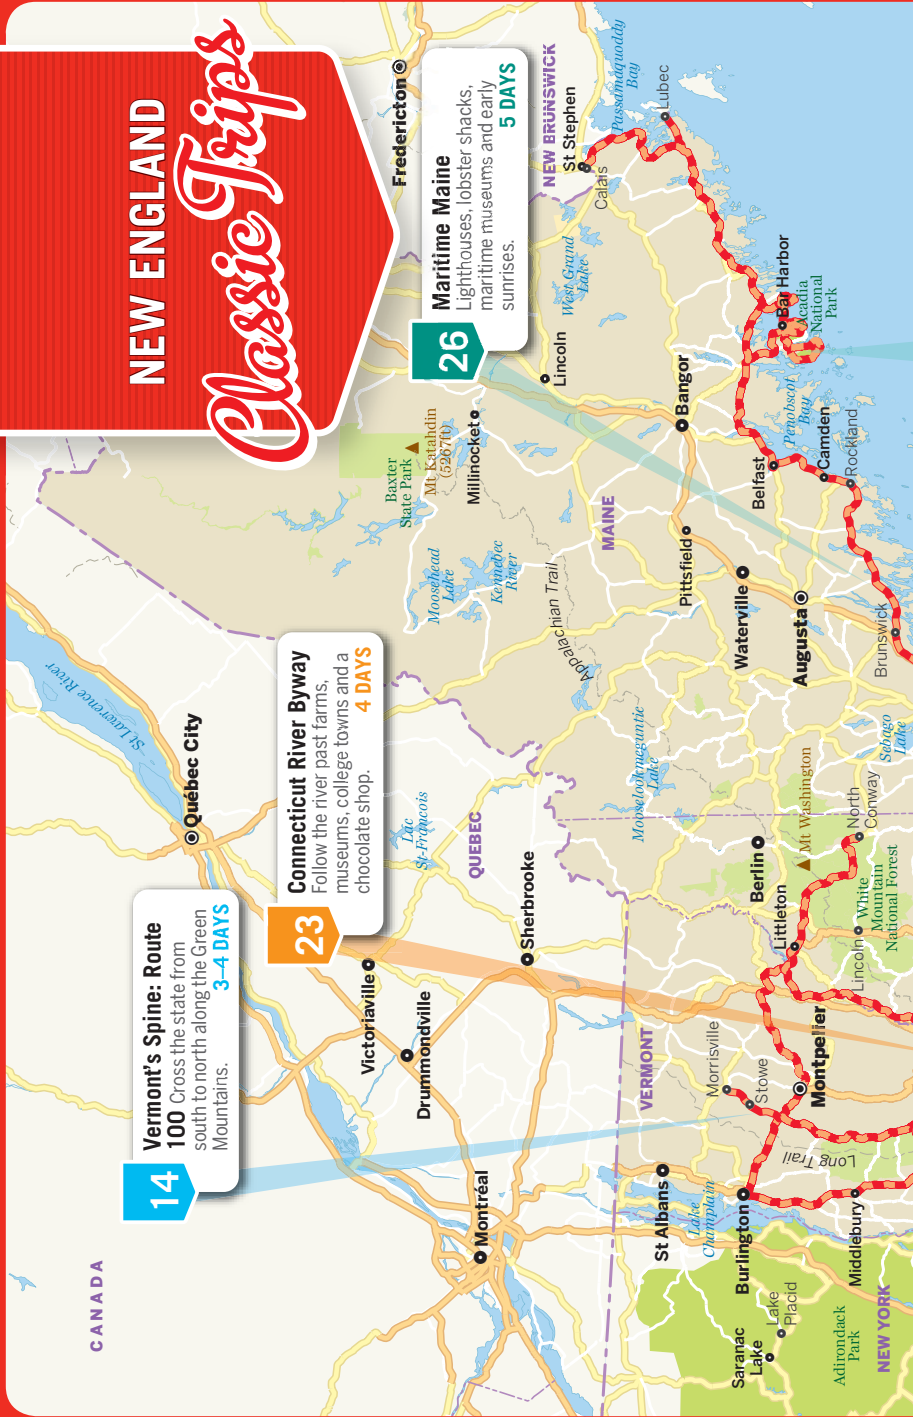 NEW ENGLAND
Classic Trips
14
Vermont's Spine: Route
100 Cross the state from
south to north along the Green
Mountains.
3–4 DAYS
23
Connecticut River Byway
Follow the river past farms,
museums, college towns and a
chocolate shop.
4 DAYS
26
Maritime Maine
Lighthouses, lobster shacks,
maritime museums and early
sunrises.
5 DAYS
CANADA
St Lawrence River
Québec City
Fredericton
Victoriaville
Drummondville
Montréal
Lac
St-Francois
QUEBEC
Sherbrooke
Baxter
State Park
Mt Katahdin
(5267ft)
Millinocket
Moosehead
Lake
Kennebec
River
Appalachian Trail
NEW BRUNSWICK
St Stephen
Calais
Passamaquoddy
Bay
Lubec
West Grand
Lake
Lincoln
MAINE
Bangor
Pittsfield
Waterville
Augusta
Belfast
Penobscot
Bay
Camden
Rockland
Bar Harbor
Acadia
National
Park
Brunswick
Mooselookmeguntic
Lake
Sebago
Lake
Mt Washington
North
Conway
Berlin
Littleton
Lincoln
White
Mountain
National Forest
VERMONT
Morrisville
Stowe
Montpelier
Long Trail
St Albans
Lake
Champlain
Burlington
Middlebury
Saranac
Lake
Lake
Placid
Adirondack
Park
NEW YORK